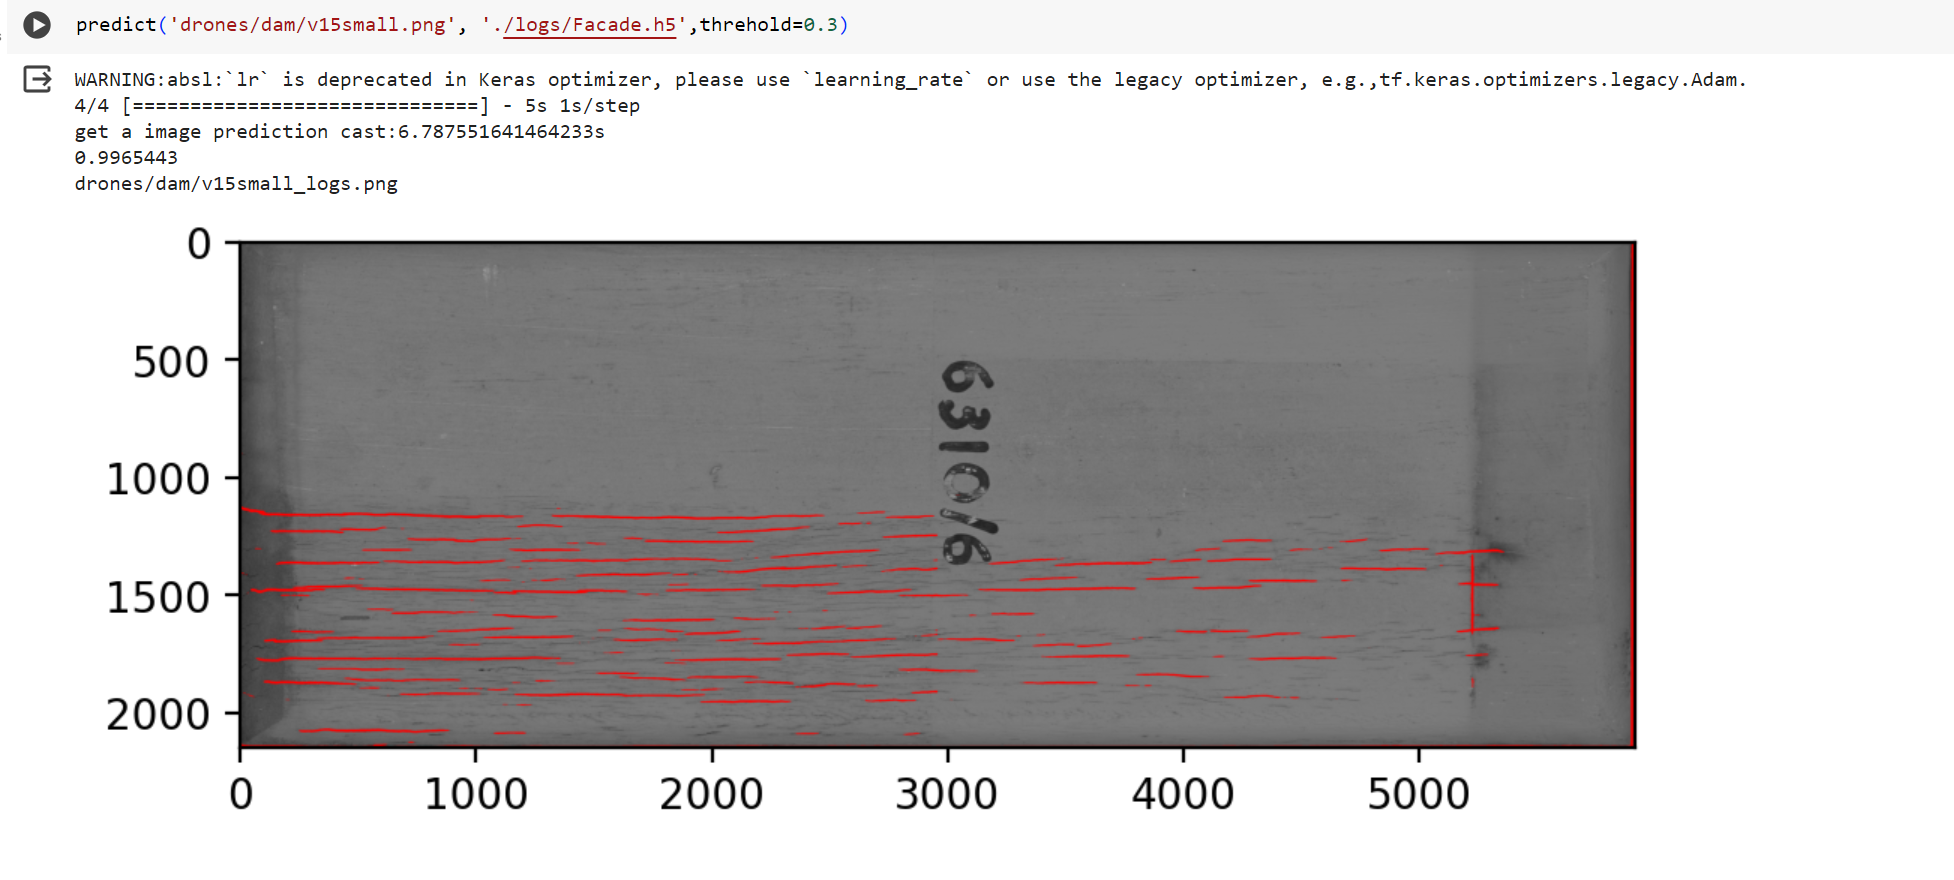 predict('drones/dam/v15small.png', './logs/Facade.h5',threhold=0.3)
WARNING:absl:`lr` is deprecated in Keras optimizer, please use `learning_rate` or use the legacy optimizer, e.g.,tf.keras.optimizers.legacy.Adam.
4/4 [==============================] - 5s 1s/step
get a image prediction cast:6.787551641464233s
0.9965443
drones/dam/v15small_logs.png
0
500
1000
1500
2000
6310/6
0 1000 2000 3000 4000 5000